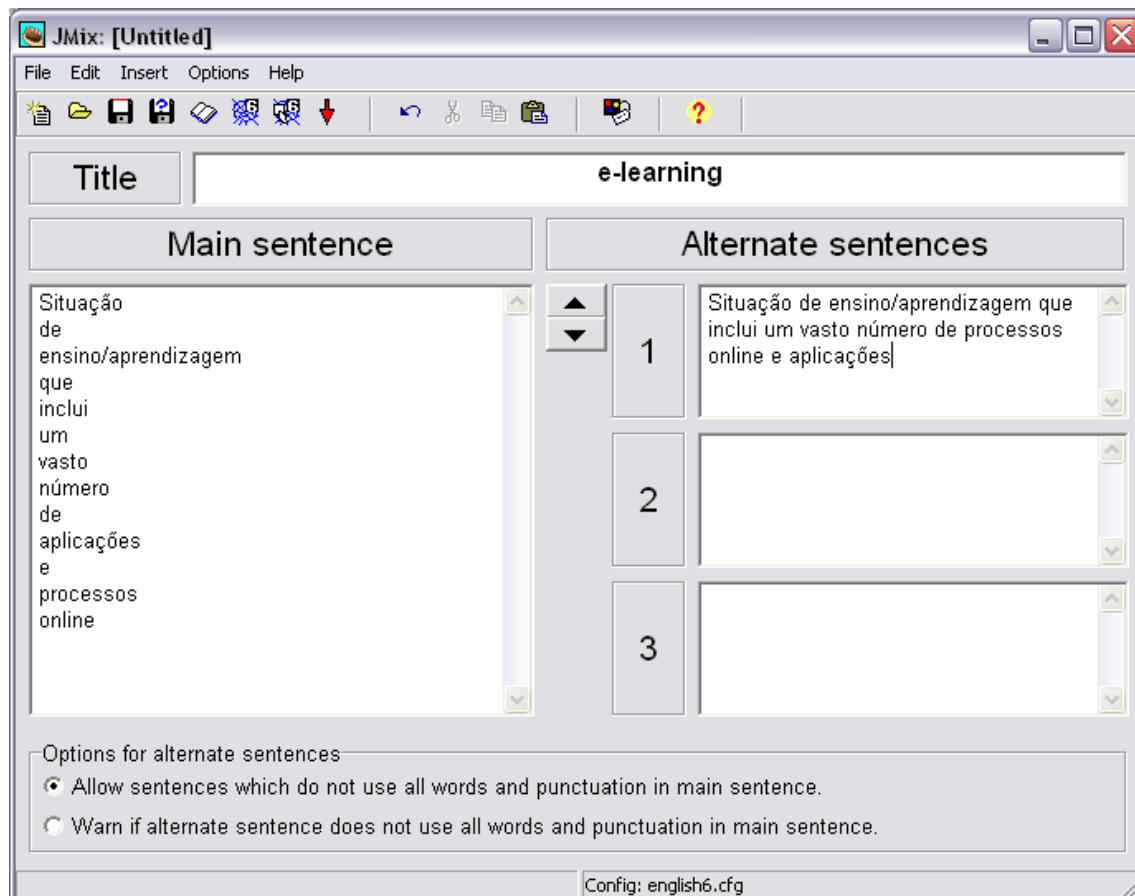 JMix: [Untitled]
File Edit Insert Options Help
Title
e-learning
Main sentence
Alternate sentences
Situação
de
ensino/aprendizagem
que
inclui
um
vasto
número
de
aplicaçőes
e
processos
online
1
Situação de ensino/aprendizagem que
inclui um vasto número de processos
online e aplicaçőes
2
3
Options for alternate sentences
Allow sentences which do not use all words and punctuation in main sentence.
Warn if alternate sentence does not use all words and punctuation in main sentence.
Config: english6.cfg